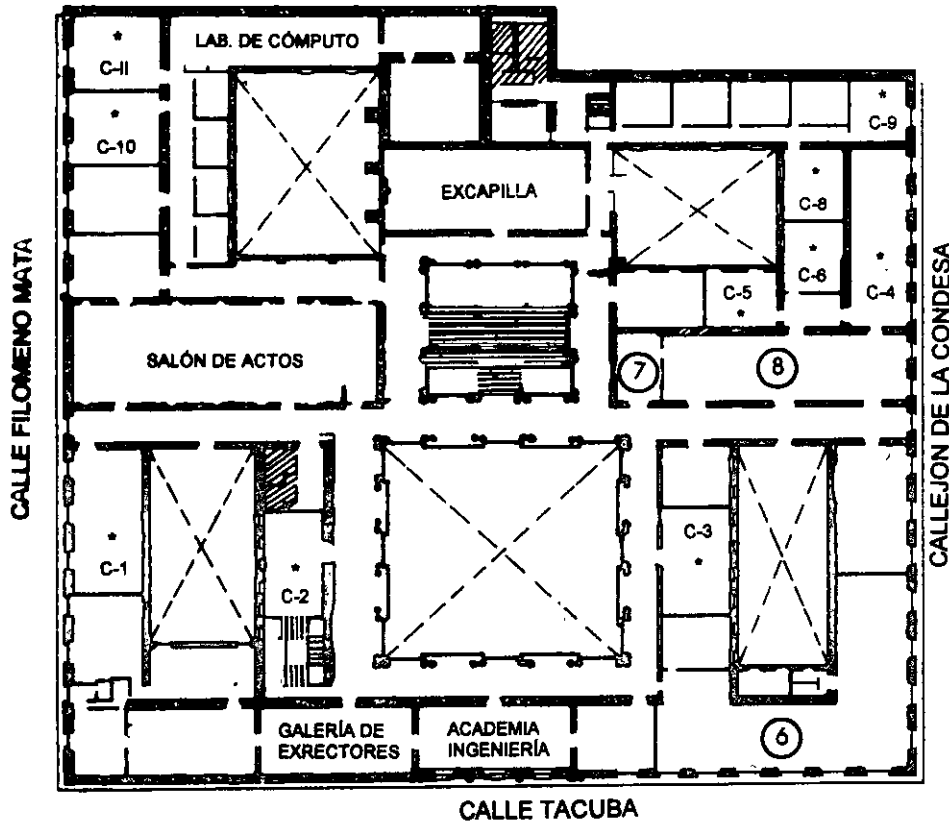 LAB. DE CÓMPUTO
*
C-II
*
C-10
*
C-9
EXCAPILLA
*
C-8
*
C-6
*
C-4
C-5
*
SALÓN DE ACTOS
7
8
CALLE FILOMENO MATA
CALLEJON DE LA CONDESA
*
C-1
*
C-2
C-3
*
GALERÍA DE
EXRECTORES
ACADEMIA
INGENIERÍA
6
CALLE TACUBA